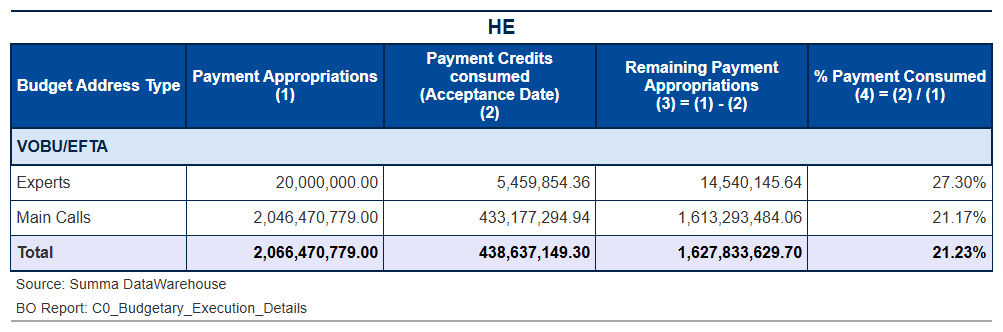 HE
Budget Address Type Payment Appropriations (1) Payment Credits consumed (Acceptance Date) (2) Remaining Payment Appropriations (3) = (1) - (2) % Payment Consumed (4) = (2) / (1)
VOBU/EFTA
Experts 20,000,000.00 5,459,854.36 14,540,145.64 27.30%
Main Calls 2,046,470,779.00 433,177,294.94 1,613,293,484.06 21.17%
Total 2,066,470,779.00 438,637,149.30 1,627,833,629.70 21.23%
Source: Summa DataWarehouse
BO Report: C0_Budgetary_Execution_Details